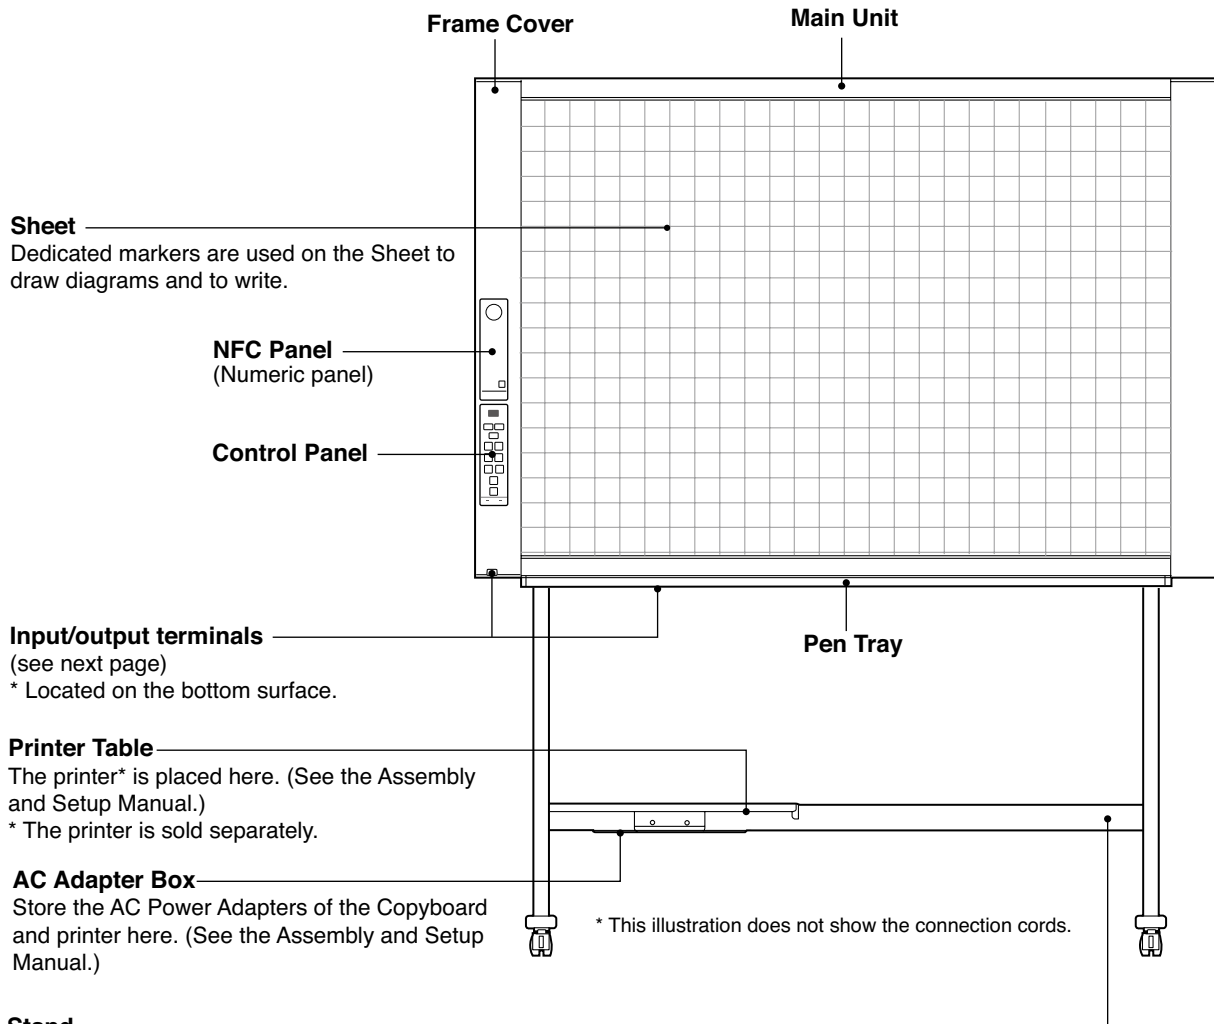 Frame Cover
Main Unit
Sheet
Dedicated markers are used on the Sheet to
draw diagrams and to write.
NFC Panel
(Numeric panel)
Control Panel
Input/output terminals
(see next page)
* Located on the bottom surface.
Pen Tray
Printer Table
The printer* is placed here. (See the Assembly
and Setup Manual.)
* The printer is sold separately.
AC Adapter Box
Store the AC Power Adapters of the Copyboard
and printer here. (See the Assembly and Setup
Manual.)
* This illustration does not show the connection cords.
Stand